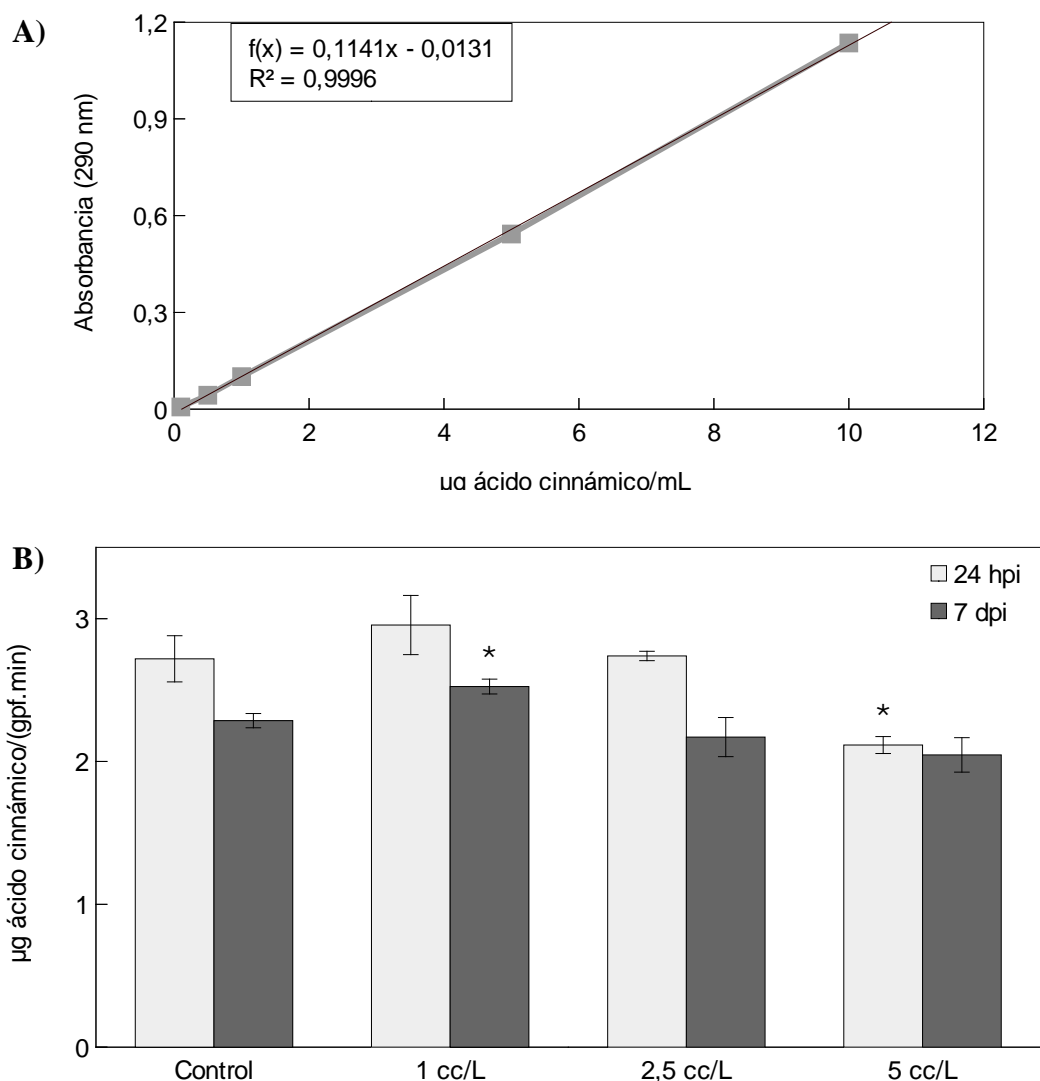 A)
1,2
0,9
0,6
0,3
0
f(x) = 0,1141x - 0,0131
R² = 0,9996
Absorbancia (290 nm)
0 2 4 6 8 10 12
µg ácido cinnámico/mL
B)
3
2
1
0
µg ácido cinnámico/(gpf.min)
24 hpi
7 dpi
*
*
Control 1 cc/L 2,5 cc/L 5 cc/L